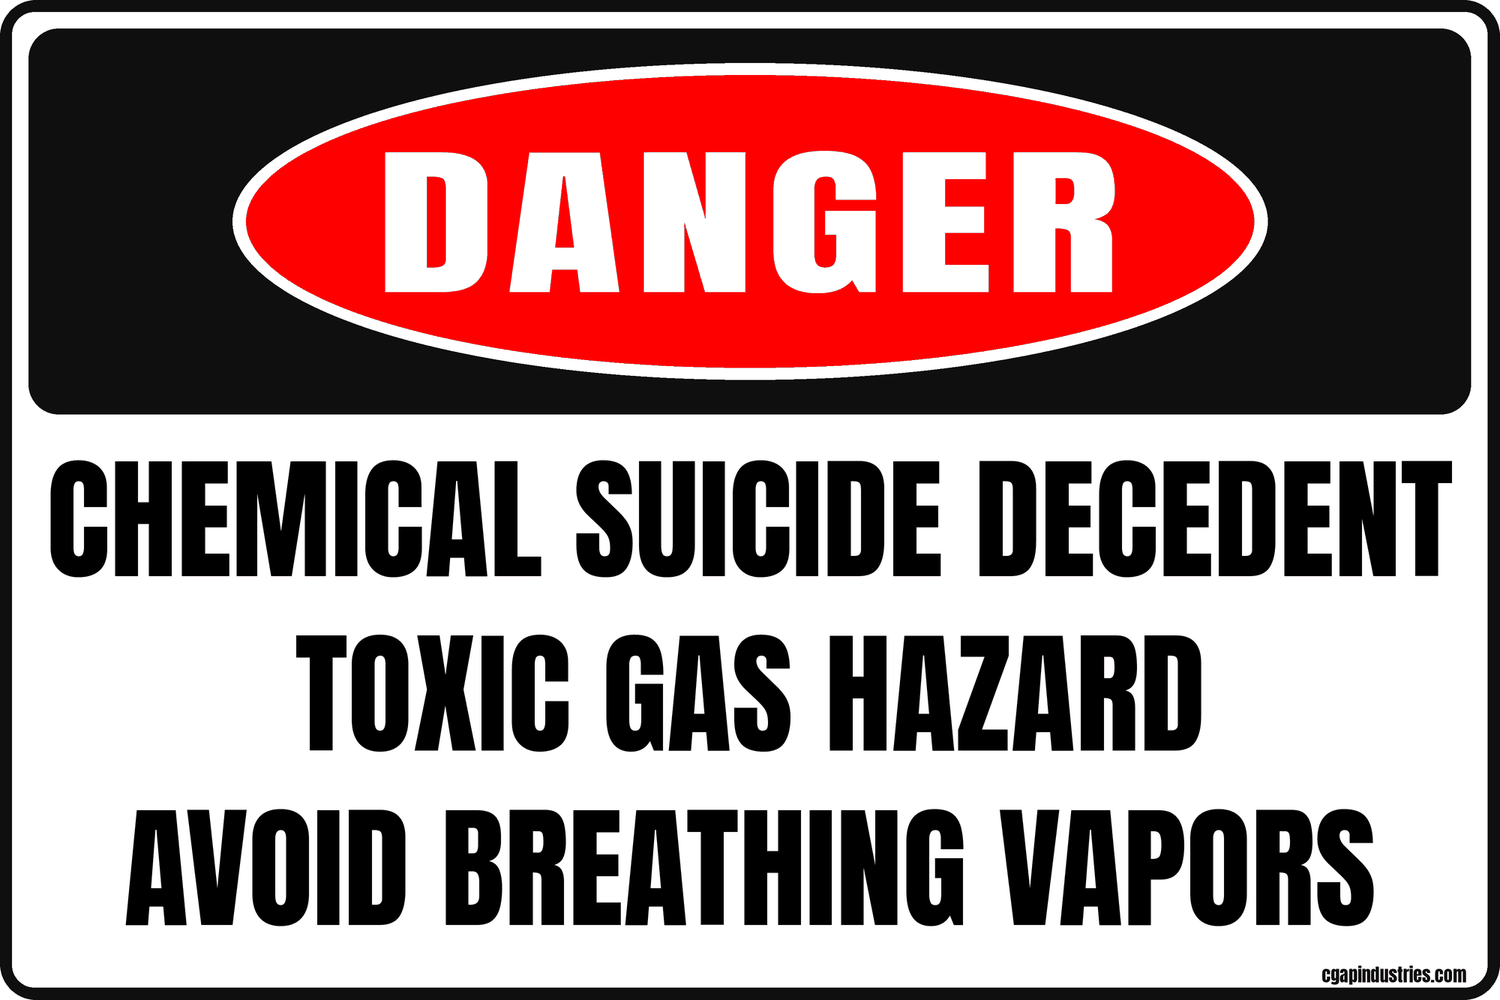 DANGER
CHEMICAL SUICIDE DECEDENT
TOXIC GAS HAZARD
AVOID BREATHING VAPORS
cgapindustries.com